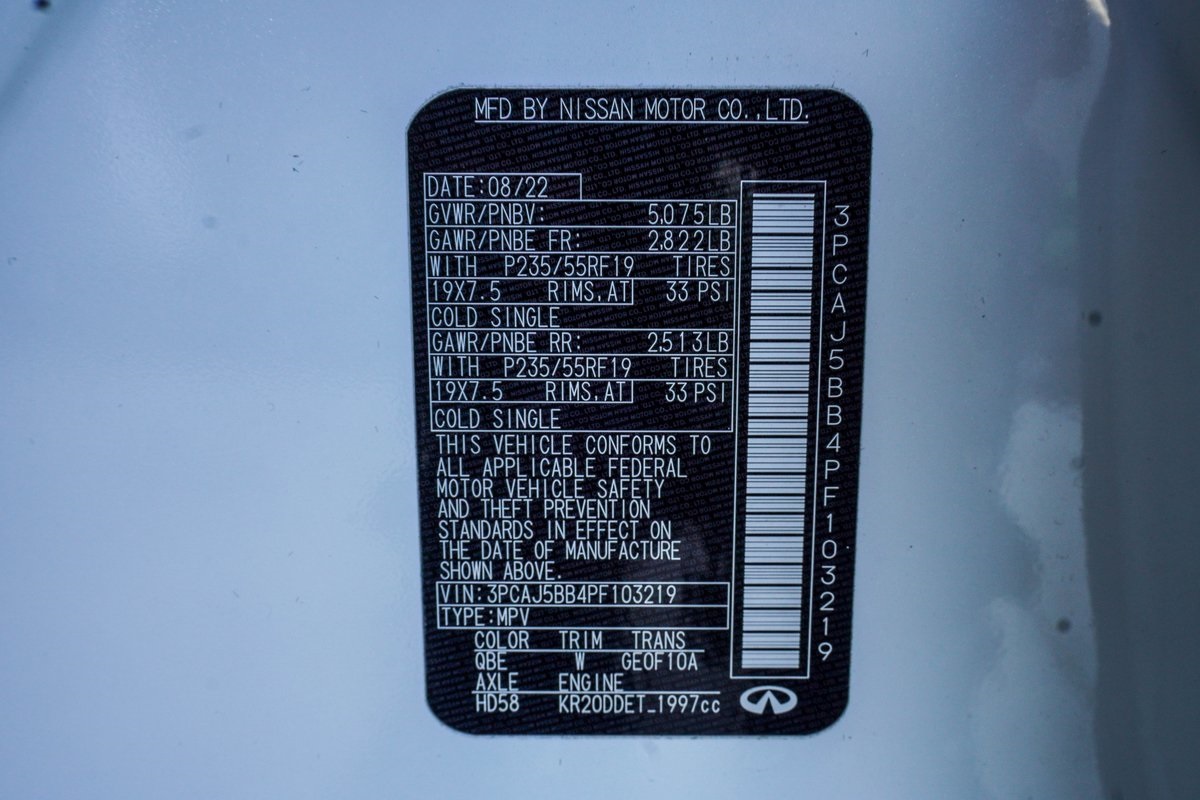 MFD BY NISSAN MOTOR CO.,LTD.
DATE:08/22
GVWR/PNBV: 5,075LB
GAWR/PNBE FR: 2,822LB
WITH P235/55RF19 TIRES
19X7.5 RIMS,AT 33 PSI
COLD SINGLE
GAWR/PNBE RR: 2,513LB
WITH P235/55RF19 TIRES
19X7.5 RIMS,AT 33 PSI
COLD SINGLE
THIS VEHICLE CONFORMS TO
ALL APPLICABLE FEDERAL
MOTOR VEHICLE SAFETY
AND THEFT PREVENTION
STANDARDS IN EFFECT ON
THE DATE OF MANUFACTURE
SHOWN ABOVE.
VIN:3PCAJ5BB4PF103219
TYPE:MPV
COLOR TRIM TRANS
QBE W GE0F10A
AXLE ENGINE
HD58 KR20DDET_1997cc
3PCAJ5BB4PF103219